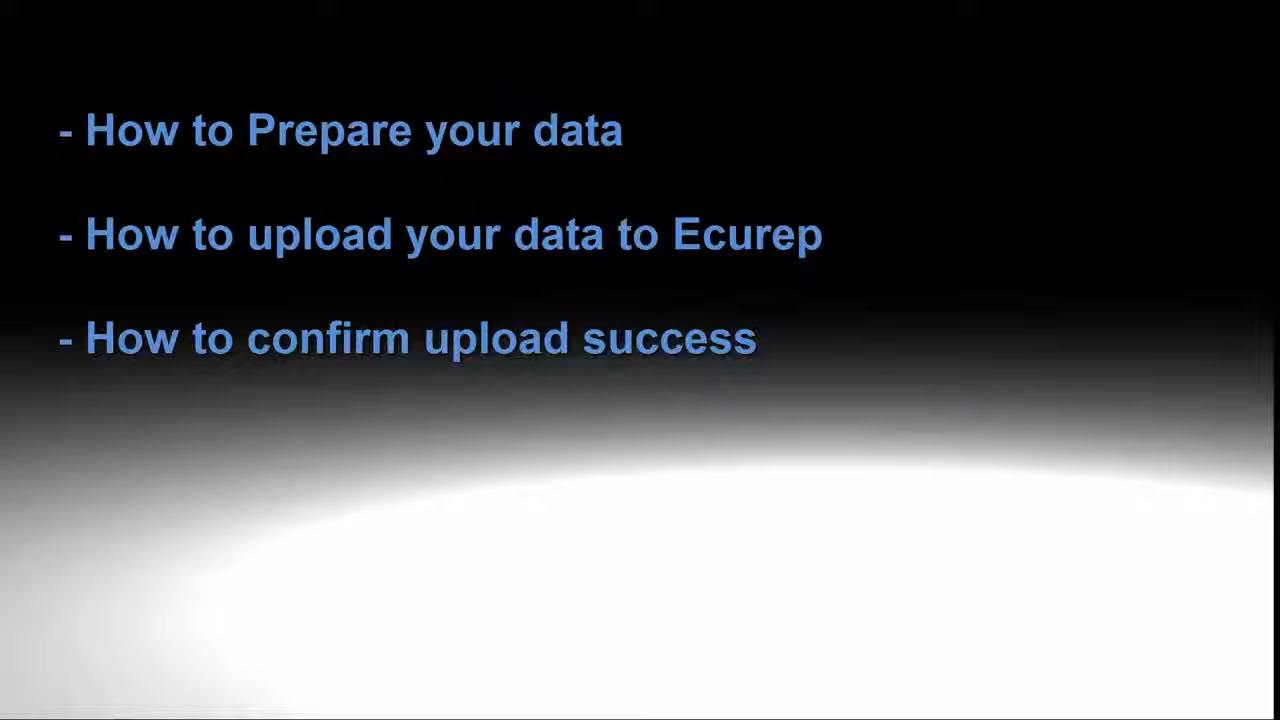 - How to Prepare your data
- How to upload your data to Ecurep
- How to confirm upload success